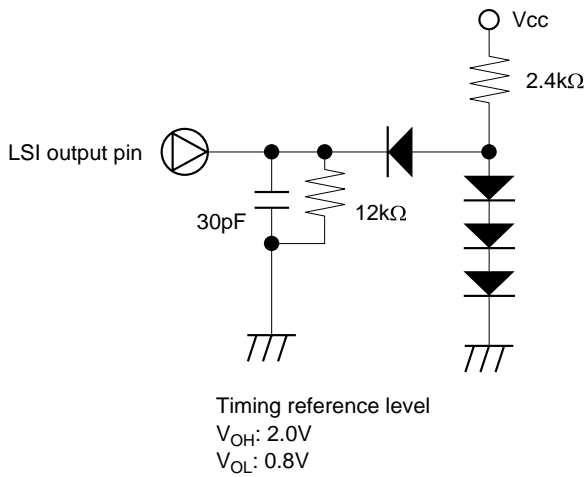 Vcc
2.4kΩ
LSI output pin
30pF
12kΩ
Timing reference level
VOH: 2.0V
VOL: 0.8V